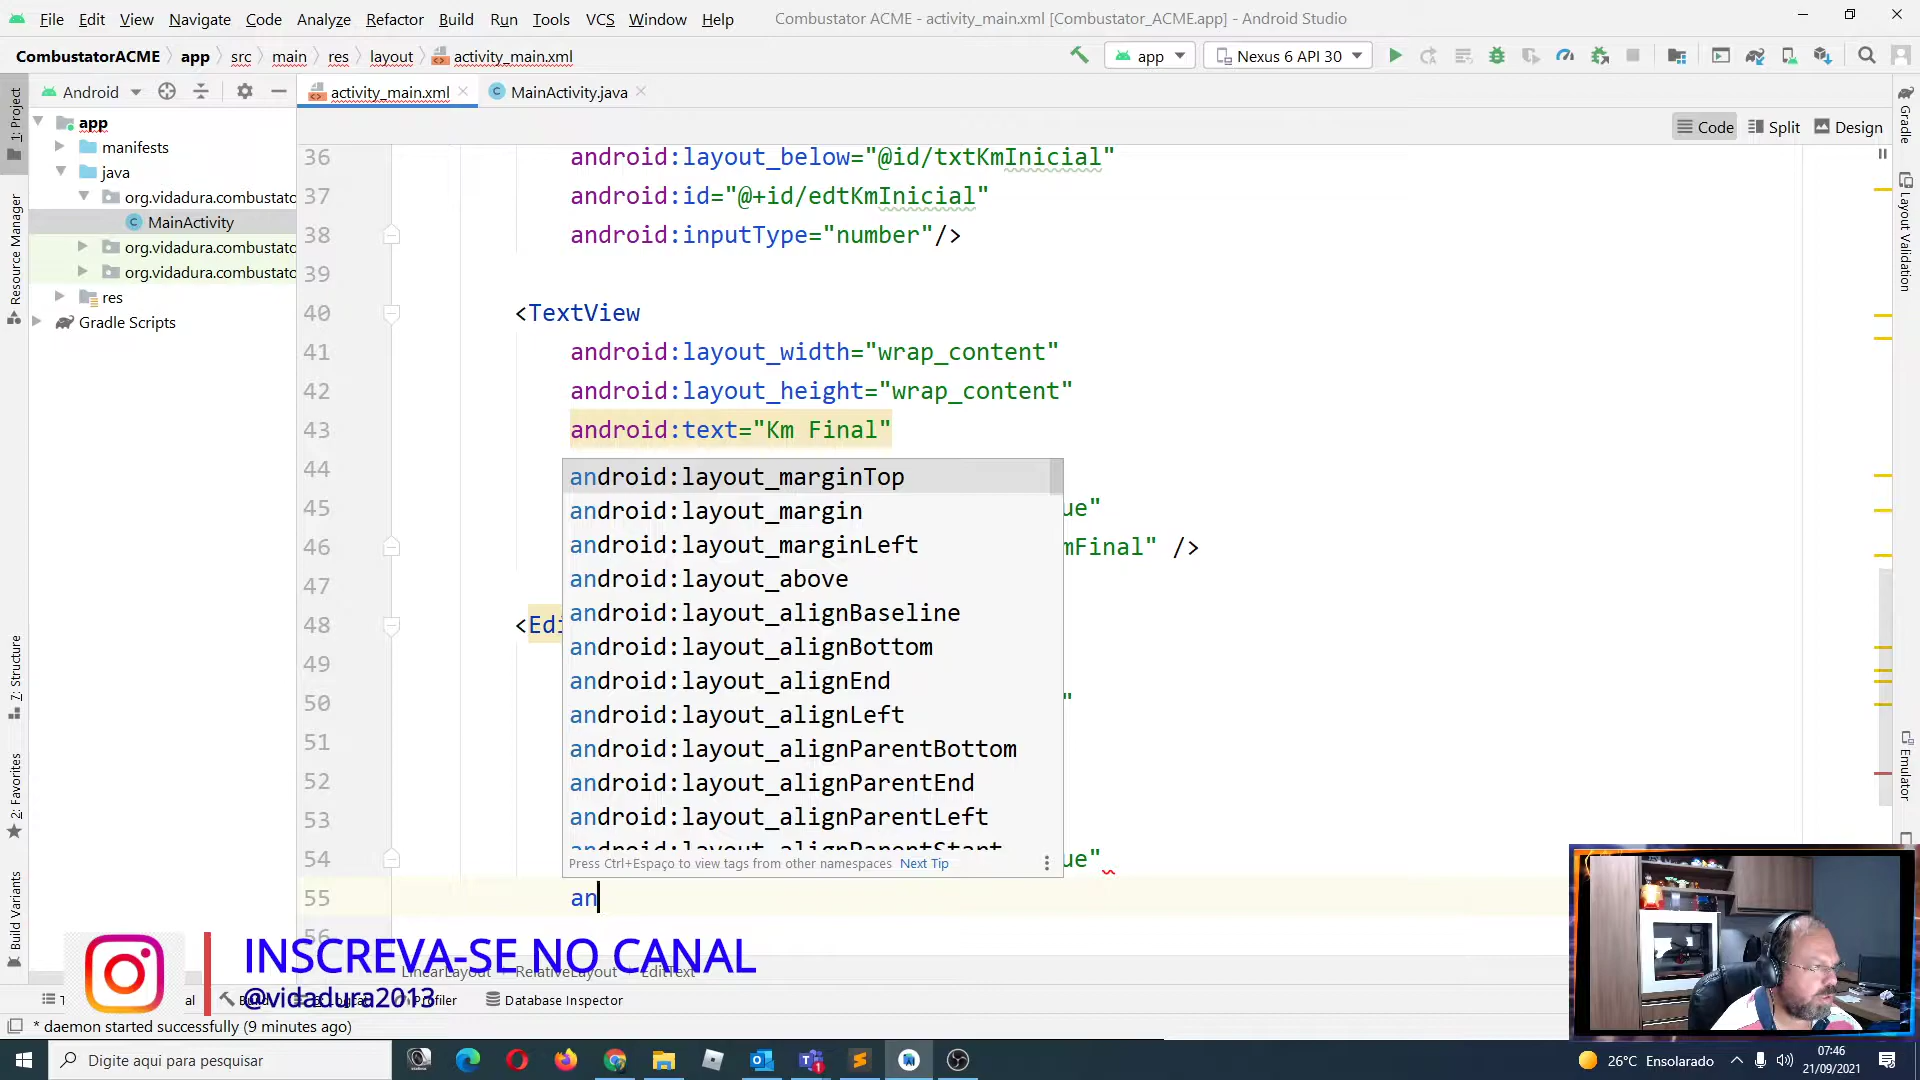 File Edit View Navigate Code Analyze Refactor Build Run Tools VCS Window Help Combustator ACME - activity_main.xml [Combustator_ACME.app] - Android Studio
CombustatorACME app src main res layout activity_main.xml app Nexus 6 API 30
Android activity_main.xml MainActivity.java
Code Split Design
1: Project
Resource Manager
7: Structure
2: Favorites
Build Variants
Gradle
Layout Validation
Emulator
app
manifests
java
org.vidadura.combustato
MainActivity
org.vidadura.combustato
org.vidadura.combustato
res
Gradle Scripts
36 android:layout_below="@id/txtKmInicial"
37 android:id="@+id/edtKmInicial"
38 android:inputType="number"/>
39
40 <TextView
41 android:layout_width="wrap_content"
42 android:layout_height="wrap_content"
43 android:text="Km Final"
44
45 ue"
46 mFinal" />
47
48 <Edi
49
50 "
51
52
53
54 ue"
55 an
56
android:layout_marginTop
android:layout_margin
android:layout_marginLeft
android:layout_above
android:layout_alignBaseline
android:layout_alignBottom
android:layout_alignEnd
android:layout_alignLeft
android:layout_alignParentBottom
android:layout_alignParentEnd
android:layout_alignParentLeft
android:layout_alignParentStart
Press Ctrl+Espaço to view tags from other namespaces Next Tip
INSCREVA-SE NO CANAL
@vidadura2013
LinearLayout RelativeLayout EditText
Build Profiler Database Inspector
* daemon started successfully (9 minutes ago)
Digite aqui para pesquisar
26°C Ensolarado
07:46
21/09/2021